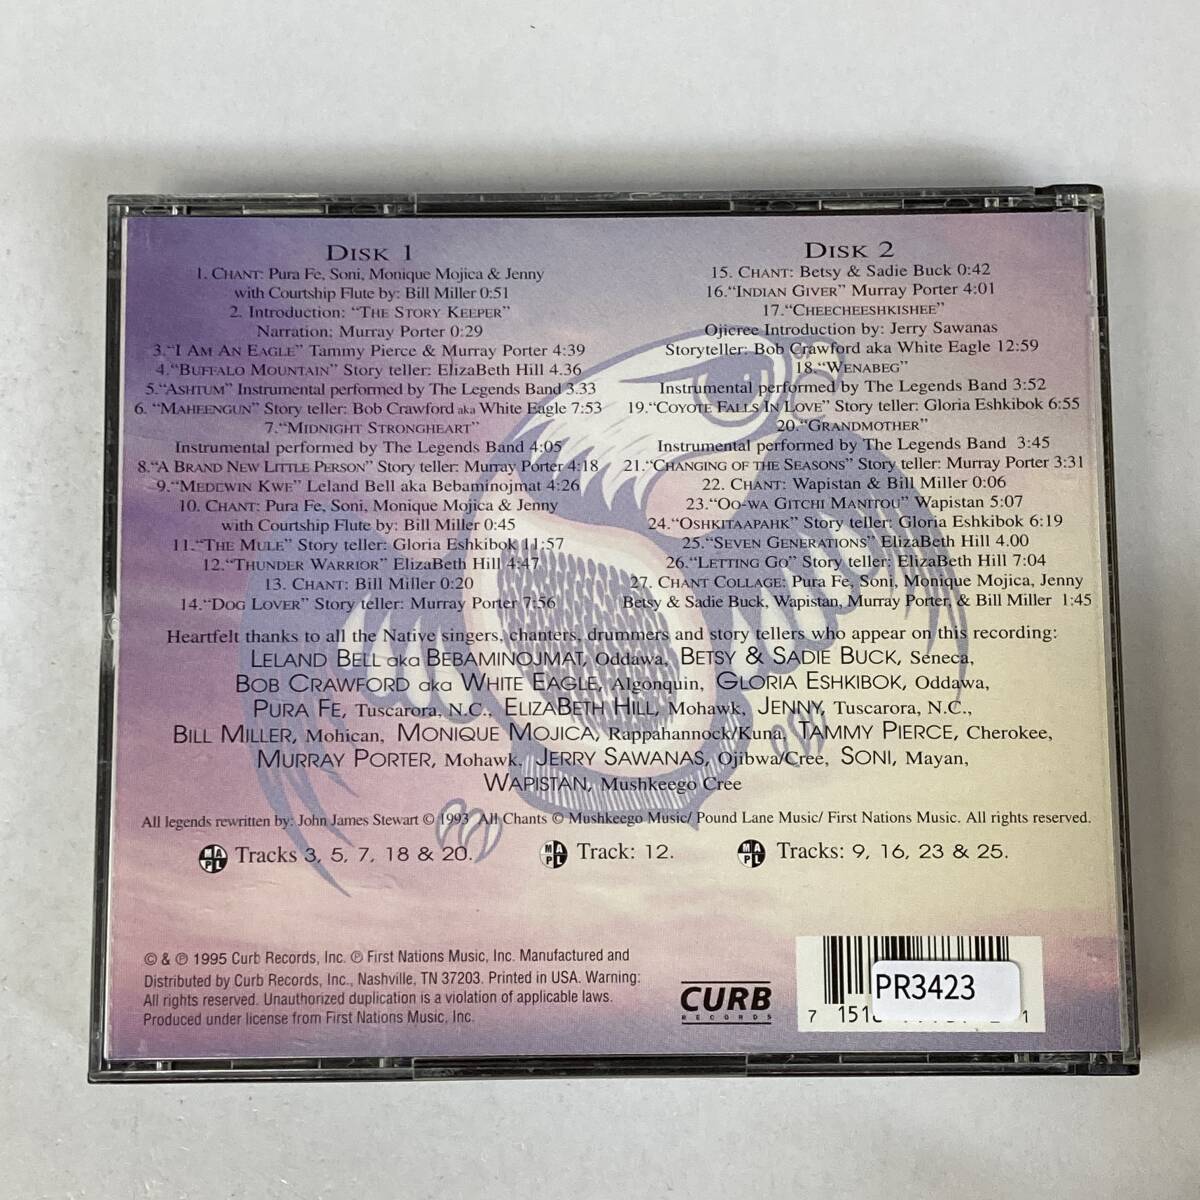 DISK 1
1. CHANT: Pura Fe, Soni, Monique Mojica & Jenny
with Courtship Flute by: Bill Miller 0:51
2. Introduction: "THE STORY KEEPER"
Narration: Murray Porter 0:29
3. "I AM AN EAGLE" Tammy Pierce & Murray Porter 4:39
4. "BUFFALO MOUNTAIN" Story teller: ElizaBeth Hill 4.36
5. "ASHTUM" Instrumental performed by The Legends Band 3.33
6. "MAHEENGUN" Story teller: Bob Crawford aka White Eagle 7:53
7. "MIDNIGHT STRONGHEART"
Instrumental performed by The Legends Band 4:05
8. "A BRAND NEW LITTLE PERSON" Story teller: Murray Porter 4:18
9. "MEDEWIN KWE" Leland Bell aka Bebaminojmat 4:26
10. CHANT: Pura Fe, Soni, Monique Mojica & Jenny
with Courtship Flute by: Bill Miller 0:45
11. "THE MULE" Story teller: Gloria Eshkibok 11:57
12. "THUNDER WARRIOR" ElizaBeth Hill 4:47
13. CHANT: Bill Miller 0:20
14. "DOG LOVER" Story teller: Murray Porter 7:56
DISK 2
15. CHANT: Betsy & Sadie Buck 0:42
16. "INDIAN GIVER" Murray Porter 4:01
17. "CHEECHEESHKISHEE"
Ojicree Introduction by: Jerry Sawanas
Storyteller: Bob Crawford aka White Eagle 12:59
18. "WENABEG"
Instrumental performed by The Legends Band 3:52
19. "COYOTE FALLS IN LOVE" Story teller: Gloria Eshkibok 6:55
20. "GRANDMOTHER"
Instrumental performed by The Legends Band 3:45
21. "CHANGING OF THE SEASONS" Story teller: Murray Porter 3:31
22. CHANT: Wapistan & Bill Miller 0:06
23. "OO-WA GITCHI MANITOU" Wapistan 5:07
24. "OSHKITAAPAHK" Story teller: Gloria Eshkibok 6:19
25. "SEVEN GENERATIONS" ElizaBeth Hill 4.00
26. "LETTING GO" Story teller: ElizaBeth Hill 7:04
27. CHANT COLLAGE: Pura Fe, Soni, Monique Mojica, Jenny
Betsy & Sadie Buck, Wapistan, Murray Porter, & Bill Miller 1:45
Heartfelt thanks to all the Native singers, chanters, drummers and story tellers who appear on this recording:
LELAND BELL aka BEBAMINOJMAT, Oddawa, BETSY & SADIE BUCK, Seneca,
BOB CRAWFORD aka WHITE EAGLE, Algonquin, GLORIA ESHKIBOK, Oddawa,
PURA FE, Tuscarora, N.C., ELIZABETH HILL, Mohawk, JENNY, Tuscarora, N.C.,
BILL MILLER, Mohican, MONIQUE MOJICA, Rappahannock/Kuna, TAMMY PIERCE, Cherokee,
MURRAY PORTER, Mohawk, JERRY SAWANAS, Ojibwa/Cree, SONI, Mayan,
WAPISTAN, Mushkeego Cree
All legends rewritten by: John James Stewart © 1993 All Chants © Mushkeego Music/ Pound Lane Music/ First Nations Music. All rights reserved.
MAPL Tracks 3, 5, 7, 18 & 20. MAPL Track: 12. MAPL Tracks: 9, 16, 23 & 25.
© & ℗ 1995 Curb Records, Inc. ℗ First Nations Music, Inc. Manufactured and
Distributed by Curb Records, Inc., Nashville, TN 37203. Printed in USA. Warning:
All rights reserved. Unauthorized duplication is a violation of applicable laws.
Produced under license from First Nations Music, Inc.
CURB
RECORDS
PR3423